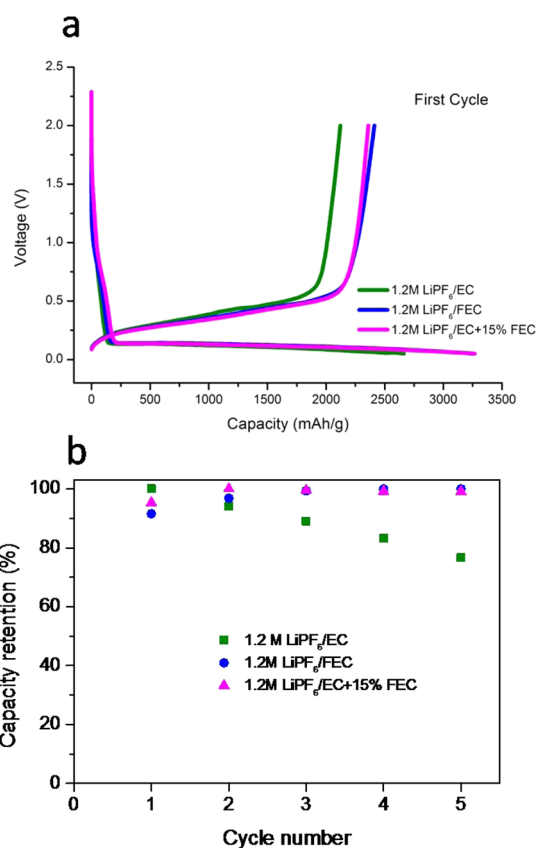 a
2.5
2.0
1.5
1.0
0.5
0.0
Voltage (V)
First Cycle
1.2M LiPF₆/EC
1.2M LiPF₆/FEC
1.2M LiPF₆/EC+15% FEC
0 500 1000 1500 2000 2500 3000 3500
Capacity (mAh/g)
b
100
80
60
40
20
0
Capacity retention (%)
1.2 M LiPF₆/EC
1.2M LiPF₆/FEC
1.2M LiPF₆/EC+15% FEC
0 1 2 3 4 5
Cycle number